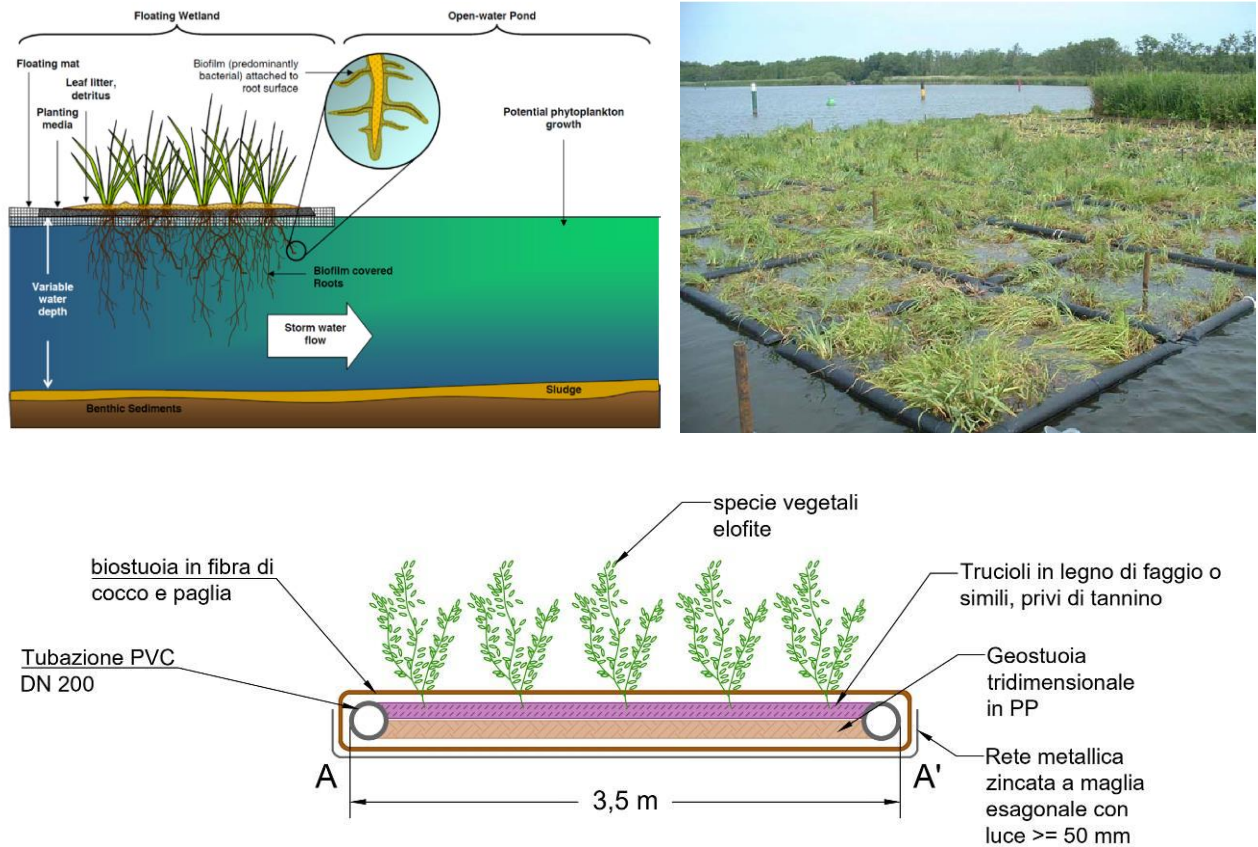 Floating Wetland
Open-water Pond
Floating mat
Leaf litter,
detritus
Planting
media
Biofilm (predominantly
bacterial) attached to
root surface
Potential phytoplankton
growth
Variable
water
depth
Biofilm covered
Roots
Storm water
flow
Sludge
Benthic Sediments
specie vegetali
elofite
biostuoia in fibra di
cocco e paglia
Trucioli in legno di faggio o
simili, privi di tannino
Tubazione PVC
DN 200
Geostuoia
tridimensionale
in PP
A
A'
3,5 m
Rete metallica
zincata a maglia
esagonale con
luce >= 50 mm